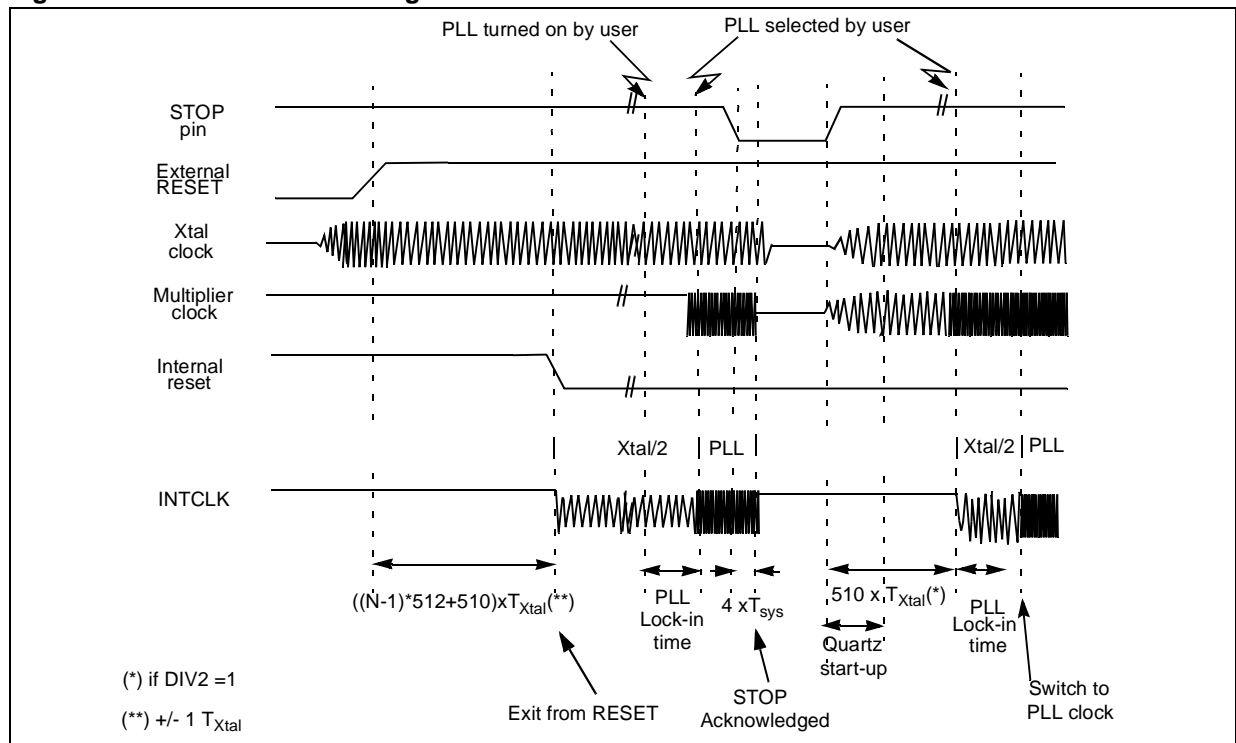 PLL turned on by user
PLL selected by user
STOP
pin
External
RESET
Xtal
clock
Multiplier
clock
Internal
reset
Xtal/2
PLL
Xtal/2
PLL
INTCLK
((N-1)*512+510)xTXtal(**)
PLL
Lock-in
time
4 xTsys
510 x TXtal(*)
Quartz
start-up
PLL
Lock-in
time
(*) if DIV2 =1
(**) +/- 1 TXtal
Exit from RESET
STOP
Acknowledged
Switch to
PLL clock